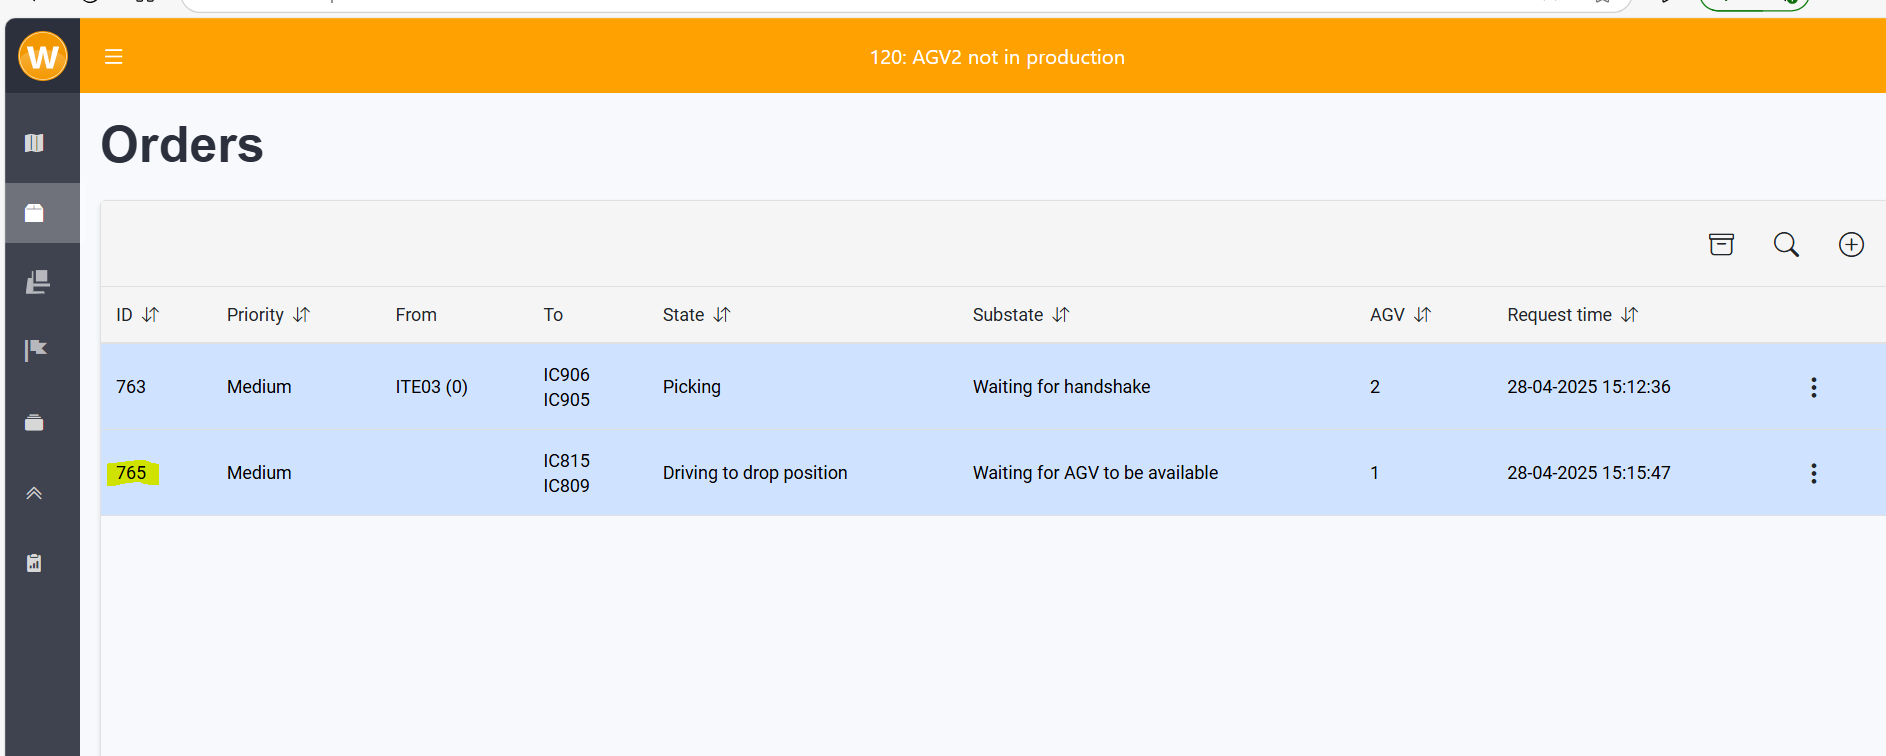 W
120: AGV2 not in production
Orders
ID Priority From To State Substate AGV Request time
763 Medium ITE03 (0) IC906 Picking Waiting for handshake 2 28-04-2025 15:12:36
IC905
765 Medium IC815 Driving to drop position Waiting for AGV to be available 1 28-04-2025 15:15:47
IC809